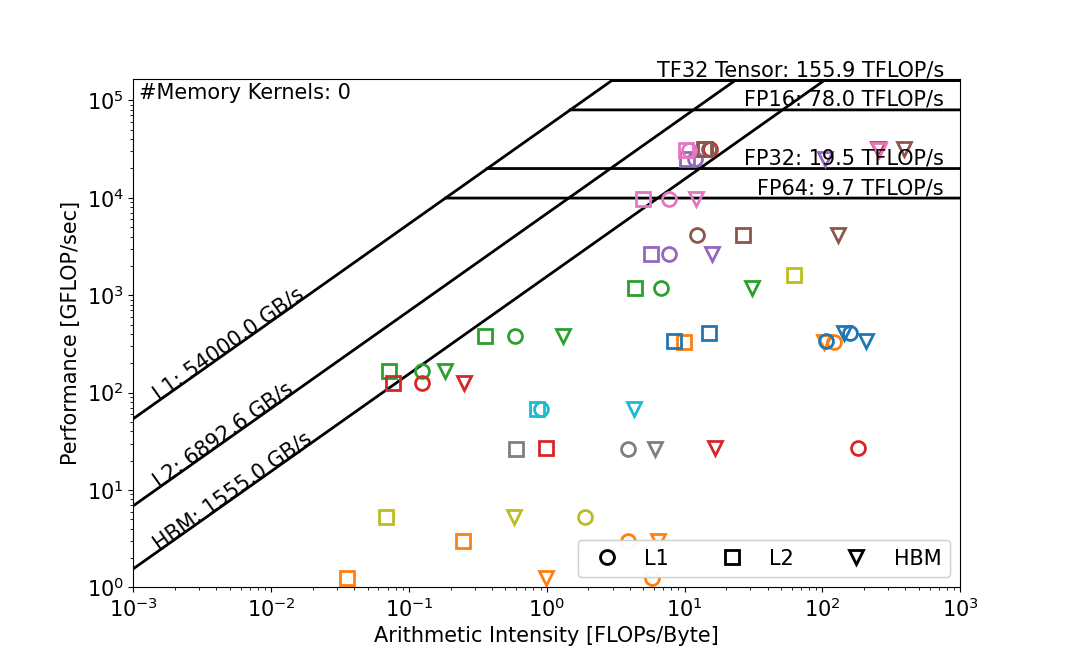 TF32 Tensor: 155.9 TFLOP/s
#Memory Kernels: 0
FP16: 78.0 TFLOP/s
FP32: 19.5 TFLOP/s
FP64: 9.7 TFLOP/s
L1: 54000.0 GB/s
L2: 6892.6 GB/s
HBM: 1555.0 GB/s
Performance [GFLOP/sec]
10⁵
10⁴
10³
10²
10¹
10⁰
L1 L2 HBM
10⁻³ 10⁻² 10⁻¹ 10⁰ 10¹ 10² 10³
Arithmetic Intensity [FLOPs/Byte]